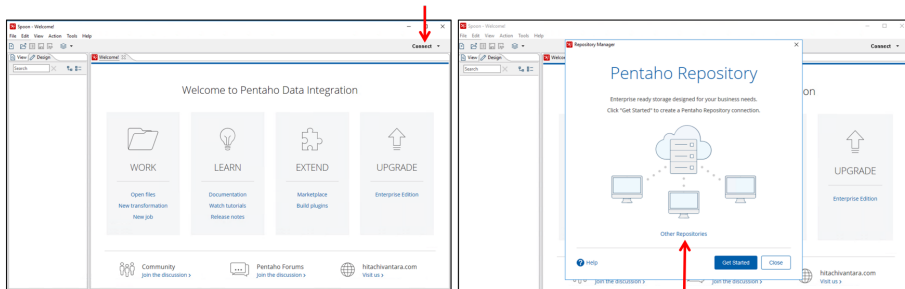 Spoon - Welcome!
File Edit View Action Tools Help
Connect
View Design
Welcome!
Search
Welcome to Pentaho Data Integration
WORK
Open files
New transformation
New job
LEARN
Documentation
Watch tutorials
Release notes
EXTEND
Marketplace
Build plugins
UPGRADE
Enterprise Edition
Community
Join the discussion >
Pentaho Forums
Join the discussion >
hitachivantara.com
Visit us >
Spoon - Welcome!
File Edit View Action Tools Help
Connect
View Design
Welco
Search
on
Repository Manager
Pentaho Repository
Enterprise ready storage designed for your business needs.
Click "Get Started" to create a Pentaho Repository connection.
Other Repositories
Help
Get Started
Close
UPGRADE
Enterprise Edition
Join the discussion >
Join the discussion >
hitachivantara.com
Visit us >